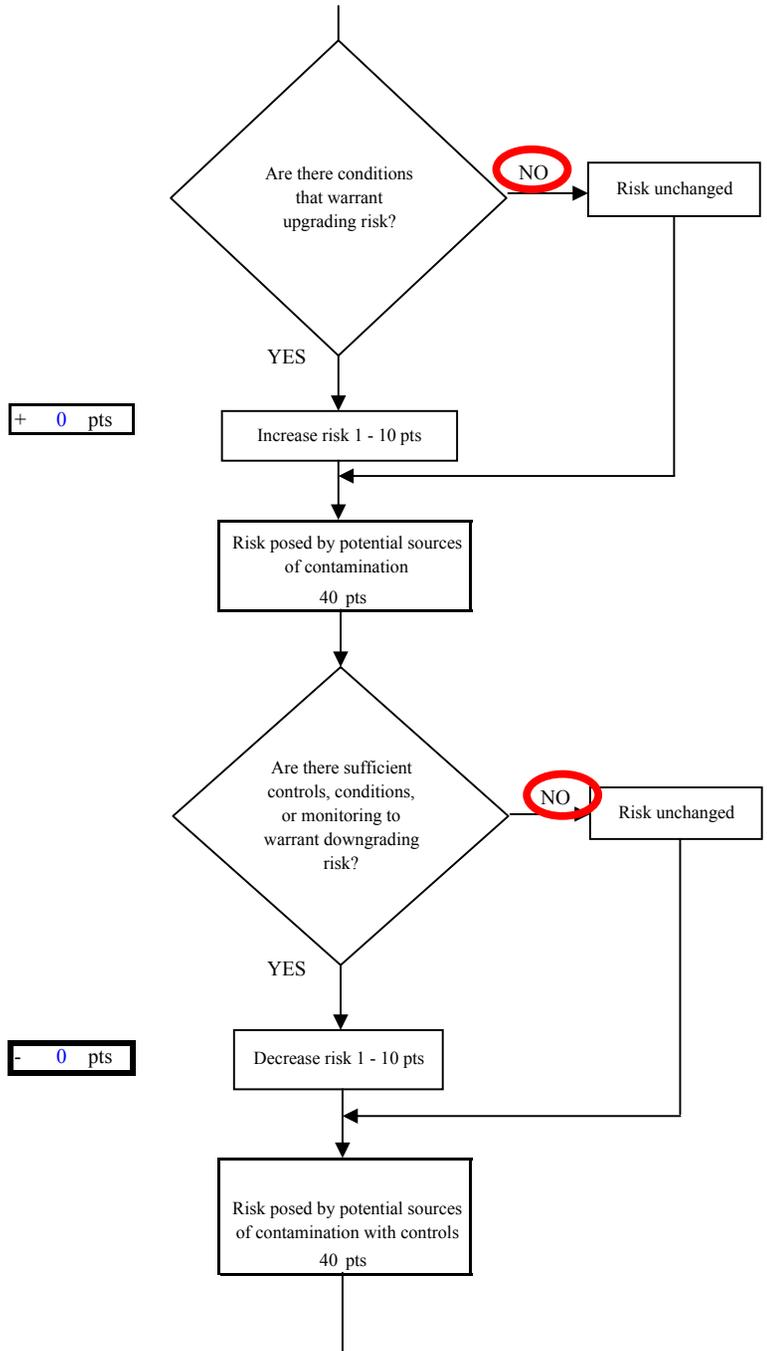 Are there conditions
that warrant
upgrading risk?
NO
Risk unchanged
YES
+ 0 pts
Increase risk 1 - 10 pts
Risk posed by potential sources
of contamination
40 pts
Are there sufficient
controls, conditions,
or monitoring to
warrant downgrading
risk?
NO
Risk unchanged
YES
- 0 pts
Decrease risk 1 - 10 pts
Risk posed by potential sources
of contamination with controls
40 pts